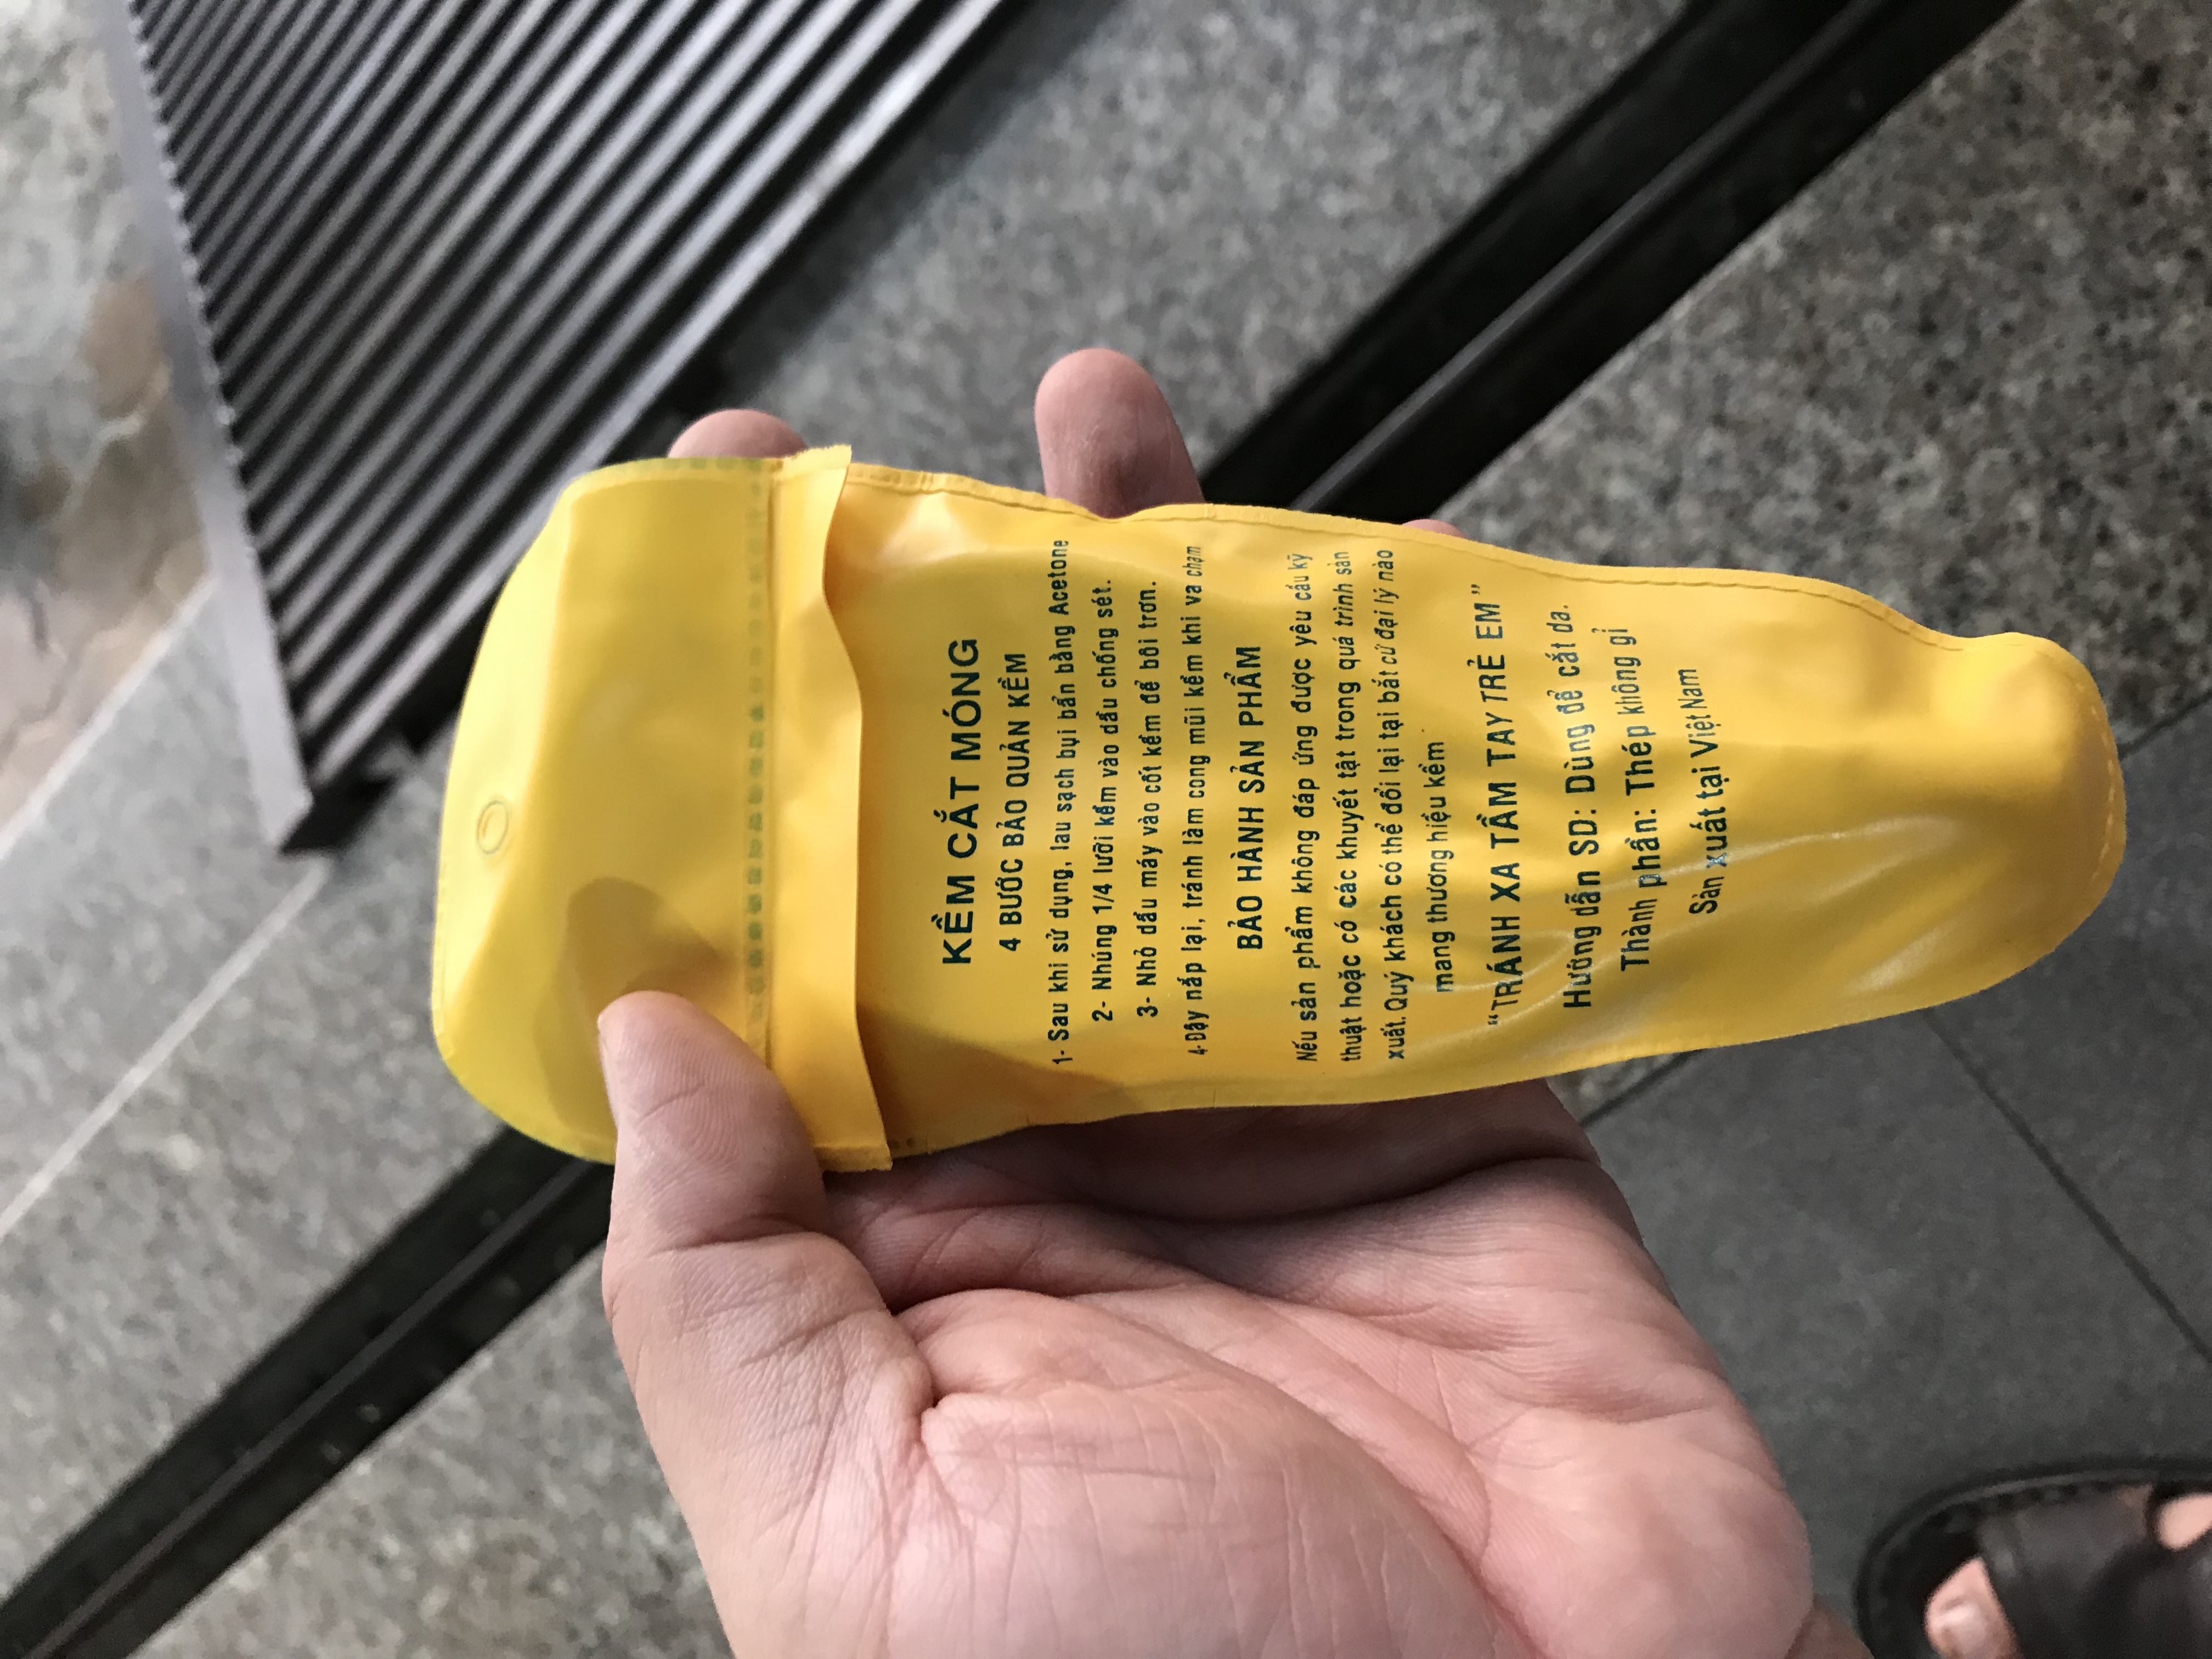 KỀM CẮT MÓNG
4 BƯỚC BẢO QUẢN KỀM
1- Sau khi sử dụng, lau sạch bụi bẩn bằng Acetone
2- Nhúng 1/4 lưỡi kềm vào dầu chống sét.
3- Nhỏ dầu máy vào cốt kềm để bôi trơn.
4-Đậy nắp lại, tránh làm cong mũi kềm khi va chạm
BẢO HÀNH SẢN PHẨM
Nếu sản phẩm không đáp ứng được yêu cầu kỹ
thuật hoặc có các khuyết tật trong quá trình sản
xuất. Quý khách có thể đổi lại tại bất cứ đại lý nào
mang thương hiệu kềm
“TRÁNH XA TẦM TAY TRẺ EM”
Hướng dẫn SD: Dùng để cắt da.
Thành phần: Thép không gỉ
Sản xuất tại Việt Nam